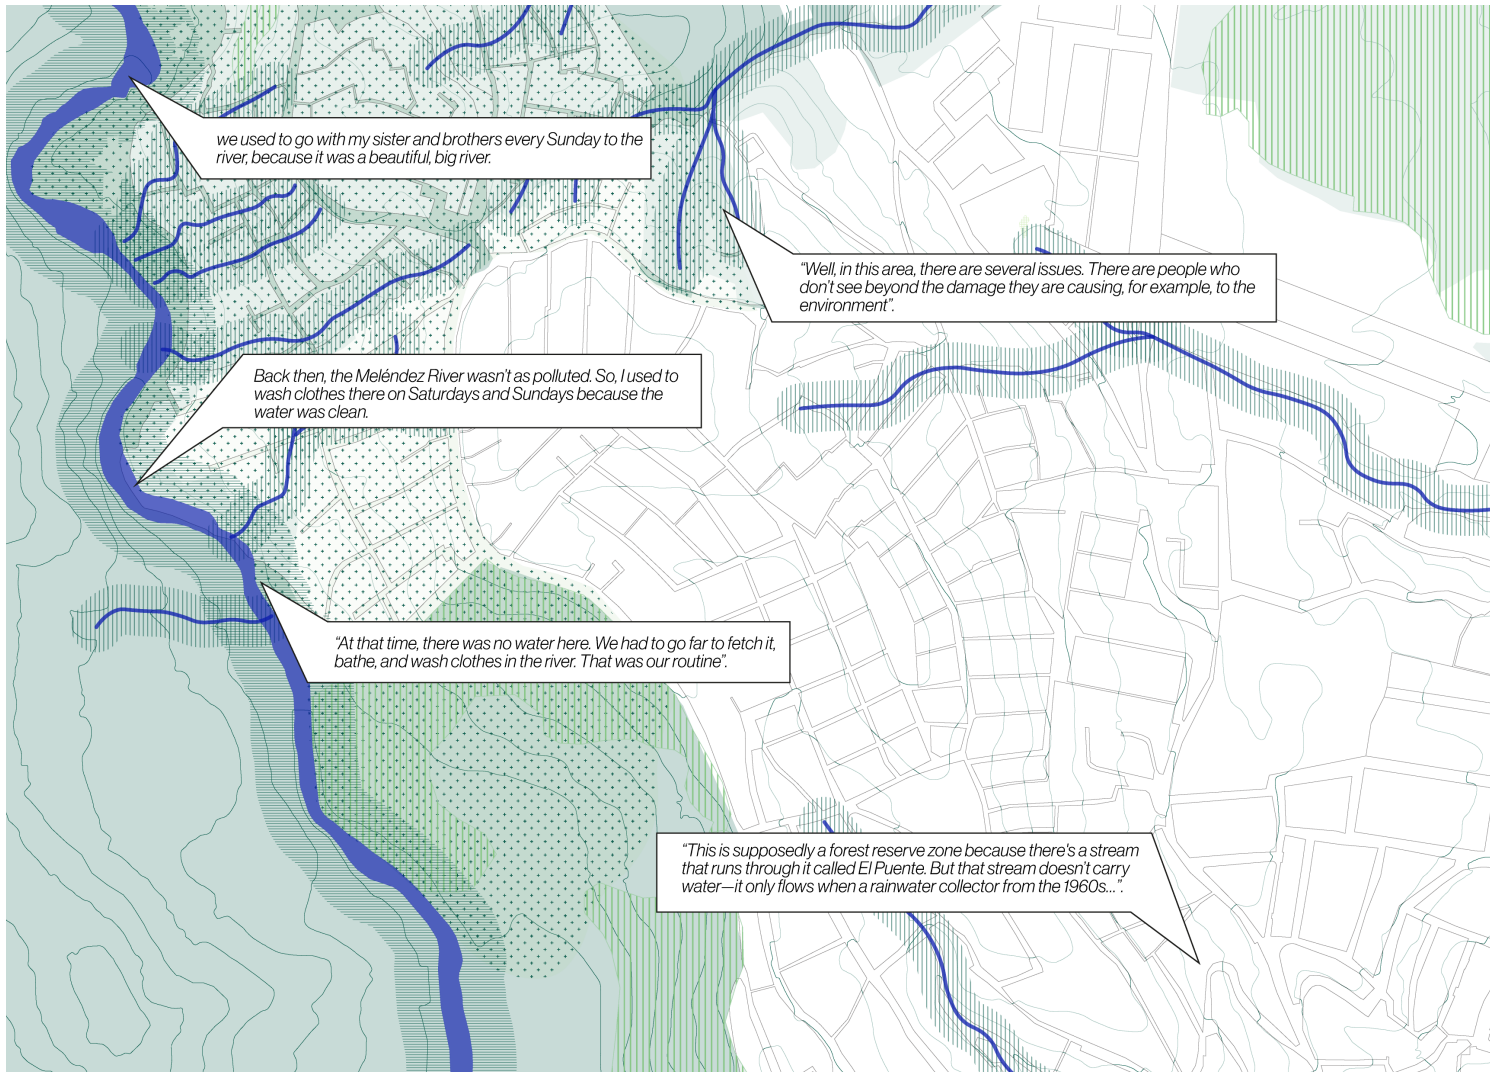 we used to go with my sister and brothers every Sunday to the
river, because it was a beautiful, big river.
“Well, in this area, there are several issues. There are people who
don’t see beyond the damage they are causing, for example, to the
environment”.
Back then, the Meléndez River wasn’t as polluted. So, I used to
wash clothes there on Saturdays and Sundays because the
water was clean.
“At that time, there was no water here. We had to go far to fetch it,
bathe, and wash clothes in the river. That was our routine”.
“This is supposedly a forest reserve zone because there's a stream
that runs through it called El Puente. But that stream doesn’t carry
water—it only flows when a rainwater collector from the 1960s...”.